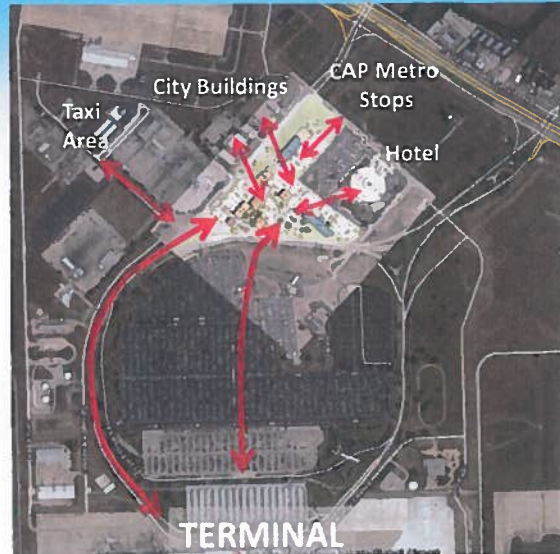 City Buildings
CAP Metro
Stops
Taxi
Area
Hotel
TERMINAL